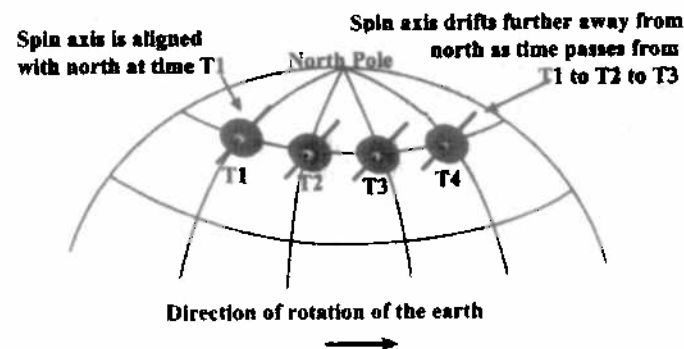 Spin axis is aligned
with north at time T1
North Pole
Spin axis drifts further away from
north as time passes from
T1 to T2 to T3
T1
T2
T3
T4
Direction of rotation of the earth